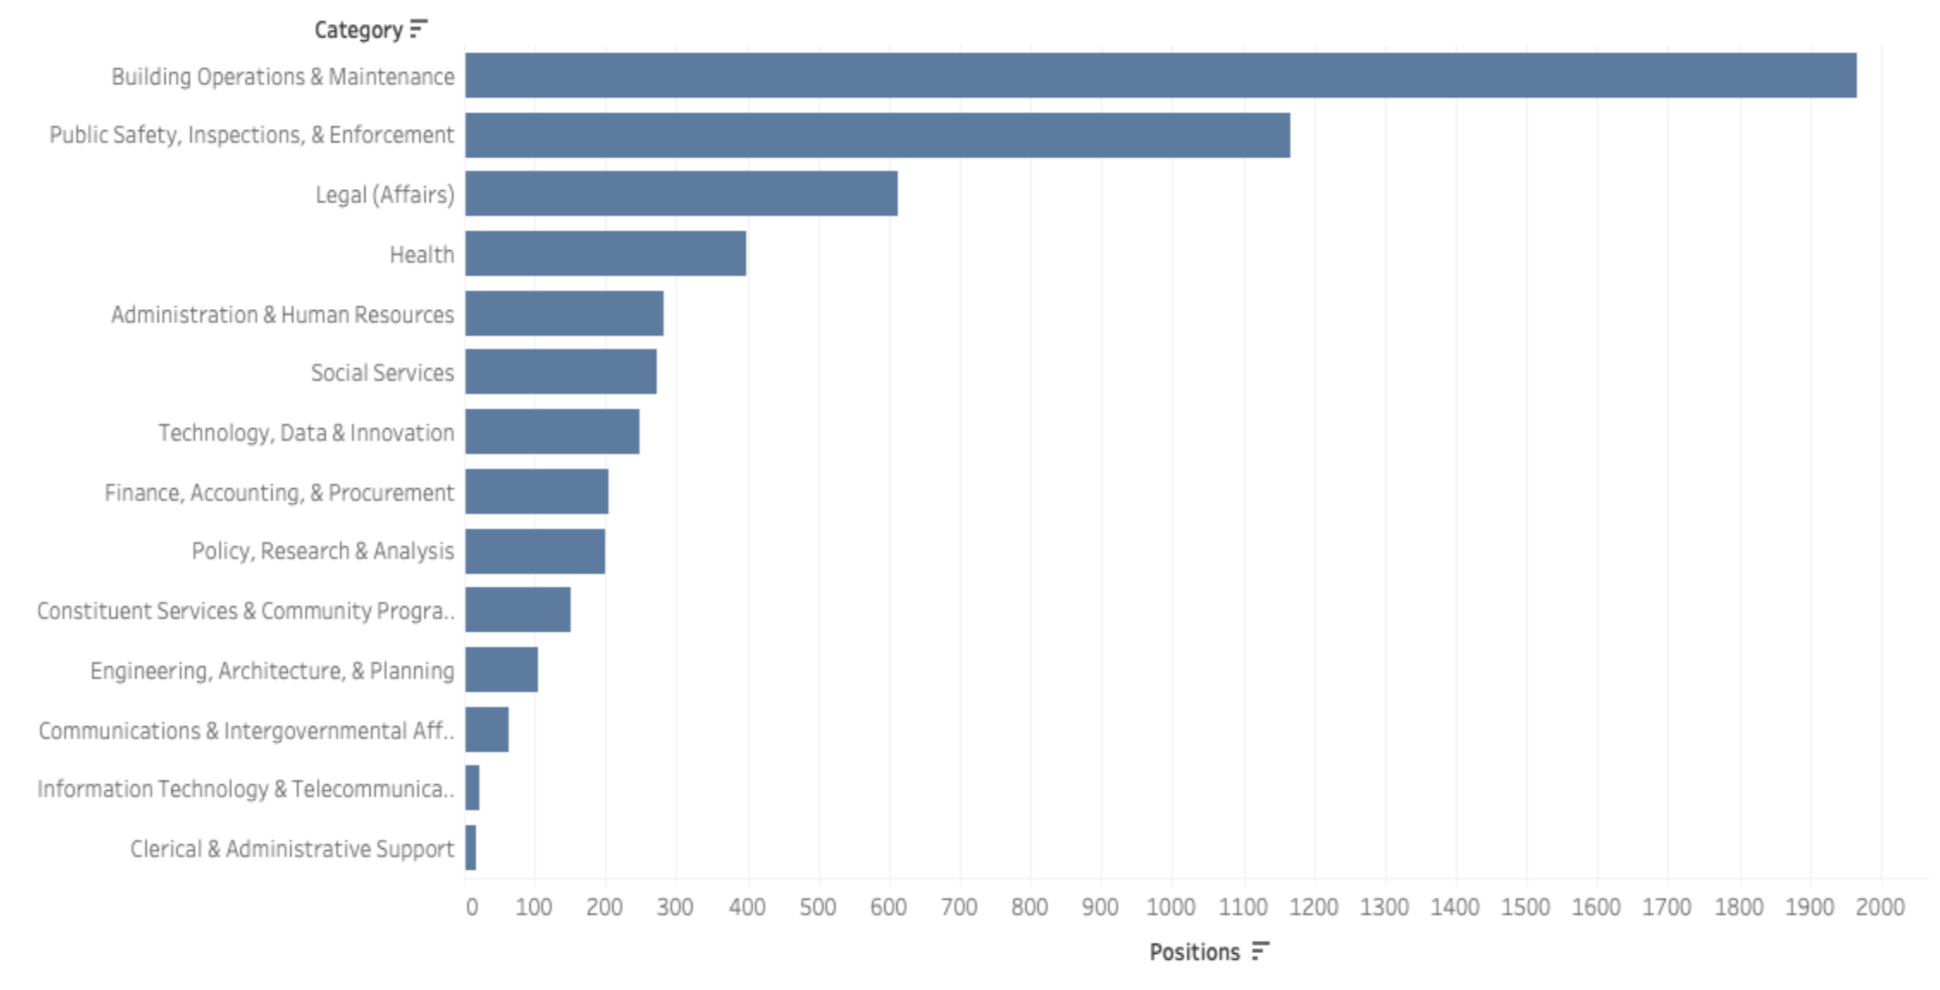 Category
Building Operations & Maintenance
Public Safety, Inspections, & Enforcement
Legal (Affairs)
Health
Administration & Human Resources
Social Services
Technology, Data & Innovation
Finance, Accounting, & Procurement
Policy, Research & Analysis
Constituent Services & Community Progra..
Engineering, Architecture, & Planning
Communications & Intergovernmental Aff..
Information Technology & Telecommunica..
Clerical & Administrative Support
0 100 200 300 400 500 600 700 800 900 1000 1100 1200 1300 1400 1500 1600 1700 1800 1900 2000
Positions